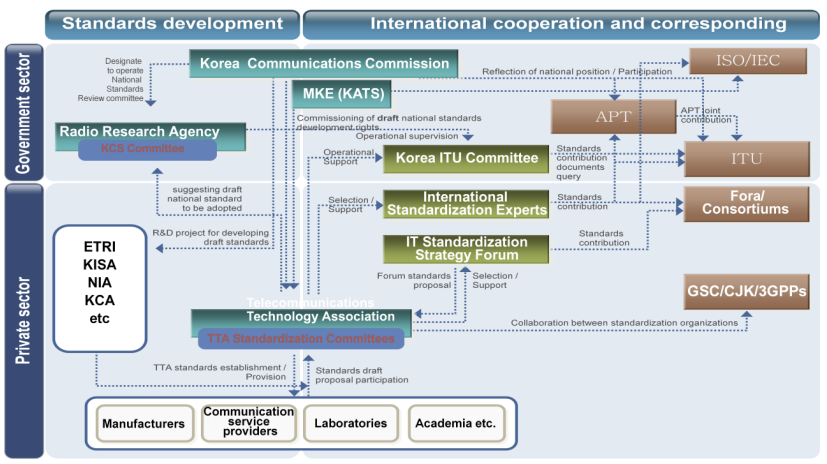 Standards development
International cooperation and corresponding
Government sector
Private sector
Korea Communications Commission
ISO/IEC
Designate
to operate
National
Standards
Review committee
Reflection of national position / Participation
MKE (KATS)
APT
APT joint
contribution
Commissioning of draft national standards
development rights
Operational supervision
Radio Research Agency
KCS Committee
Operational
Support
Korea ITU Committee
Standards
contribution
documents
query
ITU
suggesting draft
national standard
to be adopted
Selection /
Support
International
Standardization Experts
Standards
contribution
Fora/
Consortiums
R&D project for developing
draft standards
ETRI
KISA
NIA
KCA
etc
IT Standardization
Strategy Forum
Standards
contribution
Forum standards
proposal
Selection /
Support
GSC/CJK/3GPPs
Telecommunications
Technology Association
TTA Standardization Committees
Collaboration between standardization organizations
TTA standards establishment /
Provision
Standards draft
proposal participation
Manufacturers
Communication
service
providers
Laboratories
Academia etc.